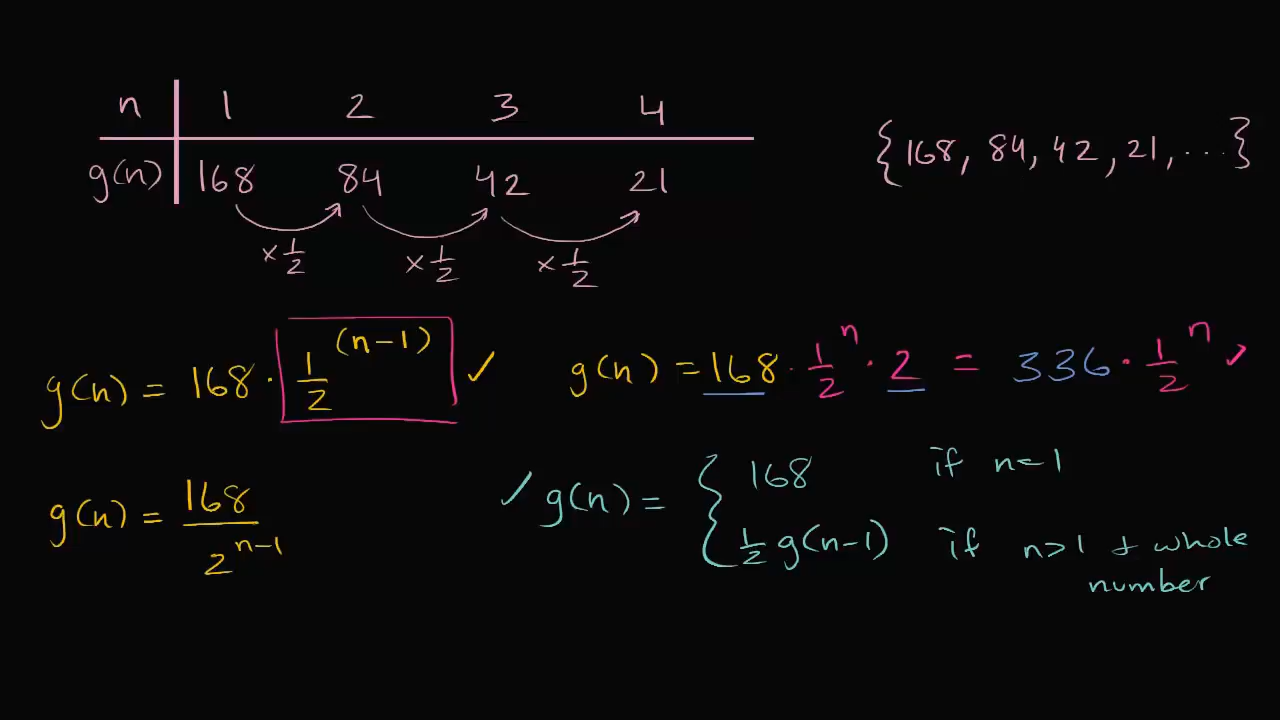 n 1 2 3 4
g(n) 168 84 42 21
{168, 84, 42, 21, ...}
×1/2 ×1/2 ×1/2
g(n) = 168 · 1/2^(n-1) ✓
g(n) = 168 · 1/2^n · 2 = 336 · 1/2^n ✓
g(n) = 168/2^(n-1)
✓ g(n) = { 168 if n=1
1/2 g(n-1) if n>1 + whole
number